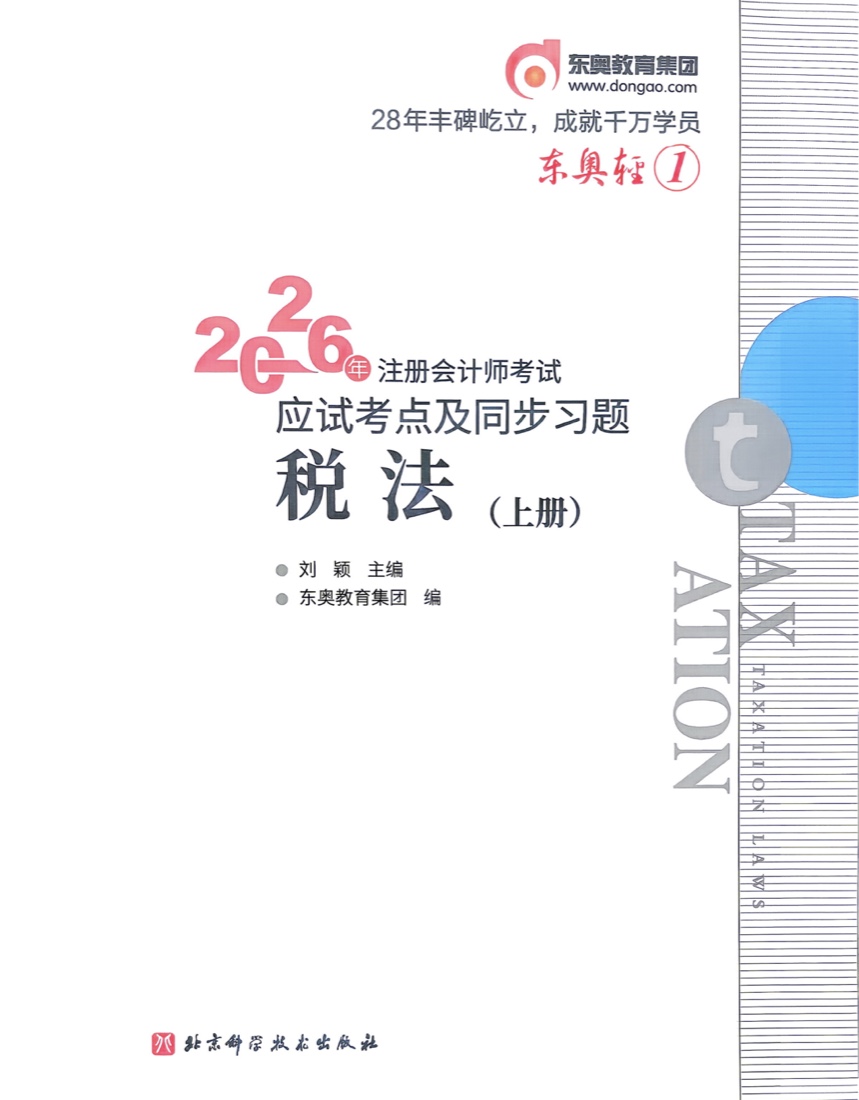 东奥教育集团
www.dongao.com
28年丰碑屹立，成就千万学员
东奥轻1
2026年 注册会计师考试
应试考点及同步习题
税法（上册）
刘颖 主编
东奥教育集团 编
t
TAX
ATION
TAXATION LAWS
北京科学技术出版社